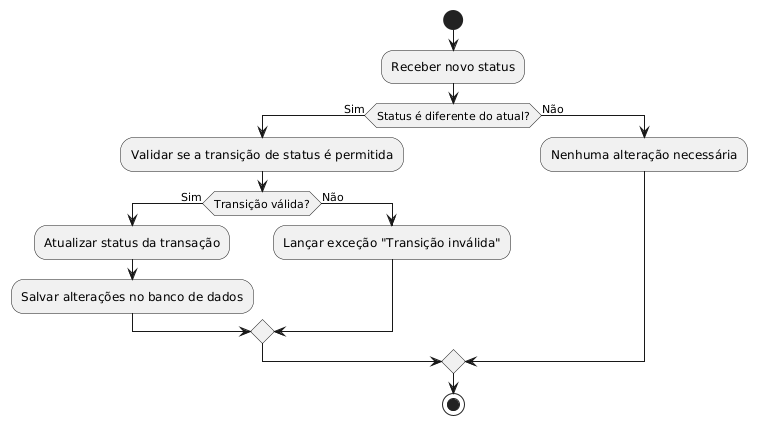 Receber novo status
Sim
Status é diferente do atual?
Não
Validar se a transição de status é permitida
Nenhuma alteração necessária
Sim
Transição válida?
Não
Atualizar status da transação
Lançar exceção "Transição inválida"
Salvar alterações no banco de dados